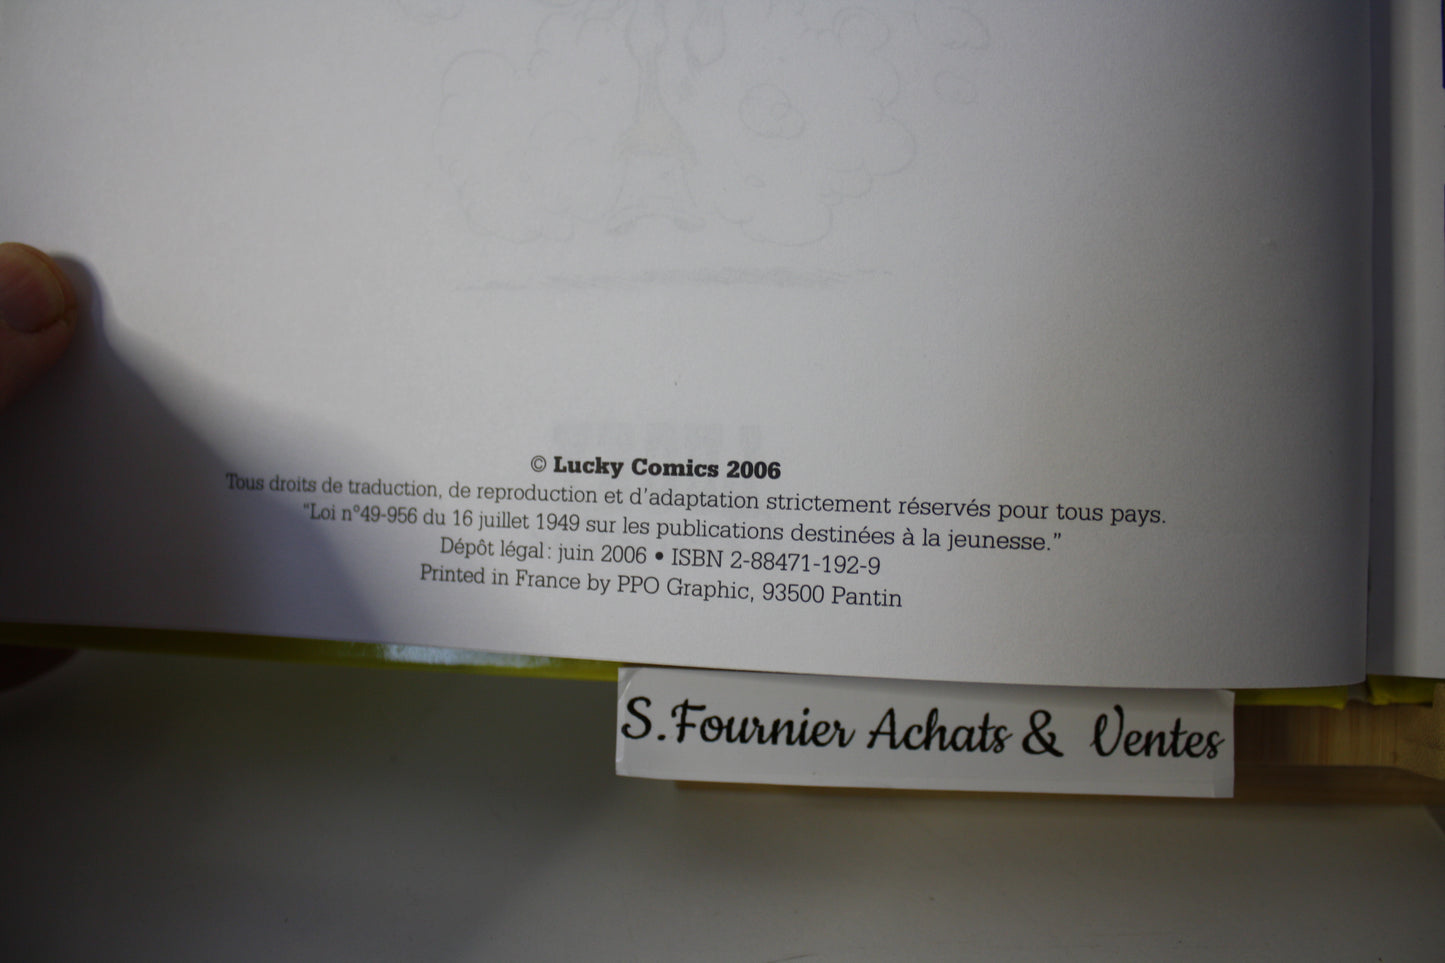 © Lucky Comics 2006
Tous droits de traduction, de reproduction et d'adaptation strictement réservés pour tous pays.
"Loi n°49-956 du 16 juillet 1949 sur les publications destinées à la jeunesse."
Dépôt légal : juin 2006 • ISBN 2-88471-192-9
Printed in France by PPO Graphic, 93500 Pantin
S.Fournier Achats & Ventes